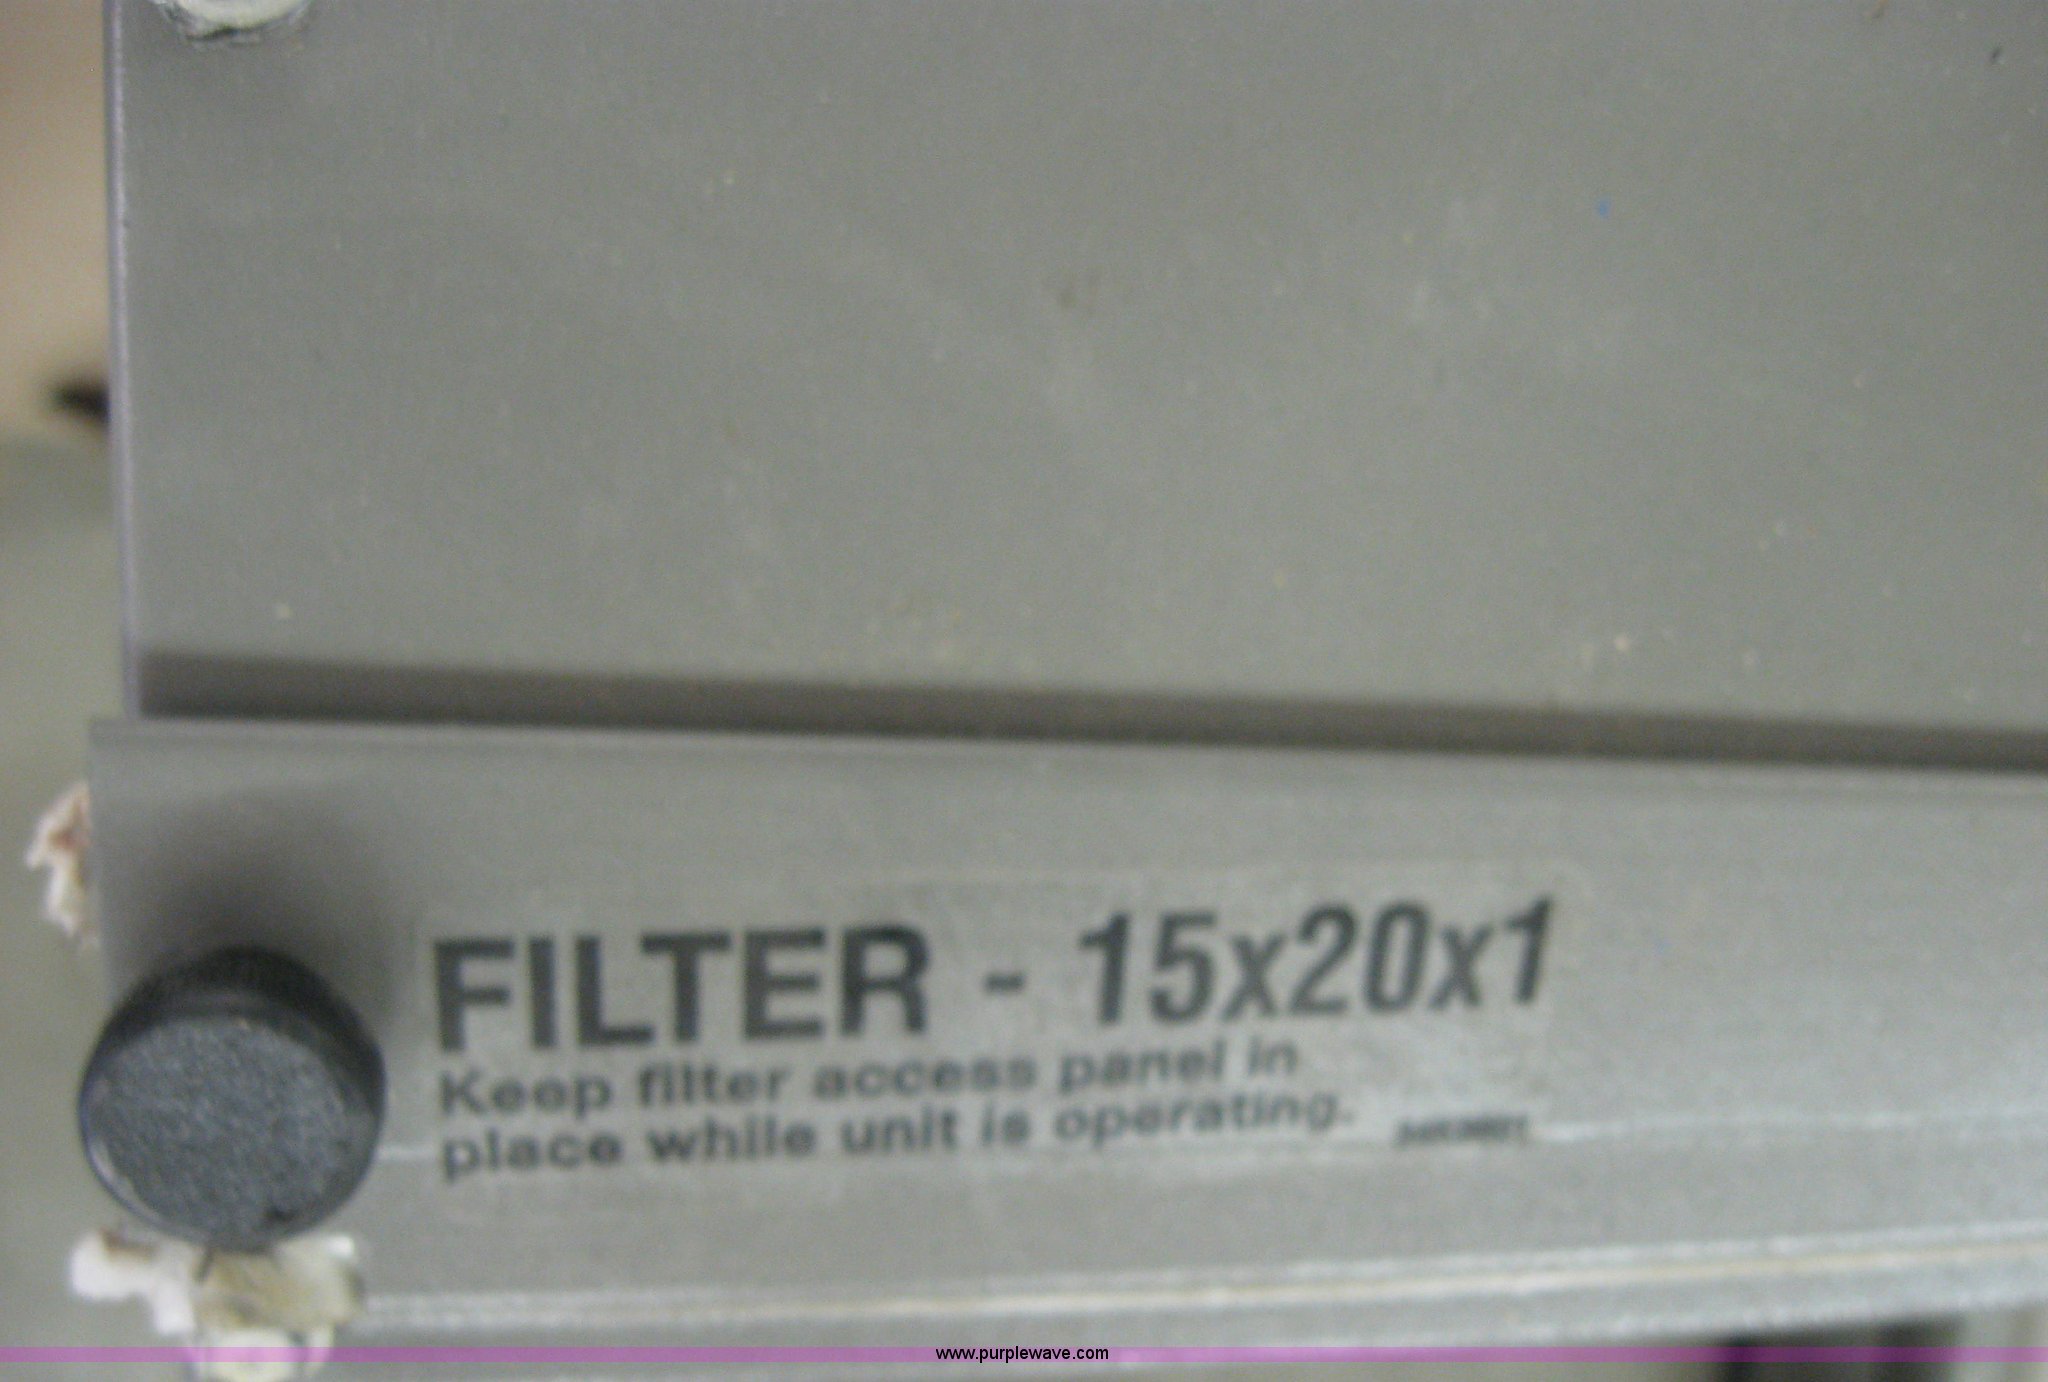 FILTER - 15x20x1
Keep filter access panel in
place while unit is operating.
www.purplewave.com